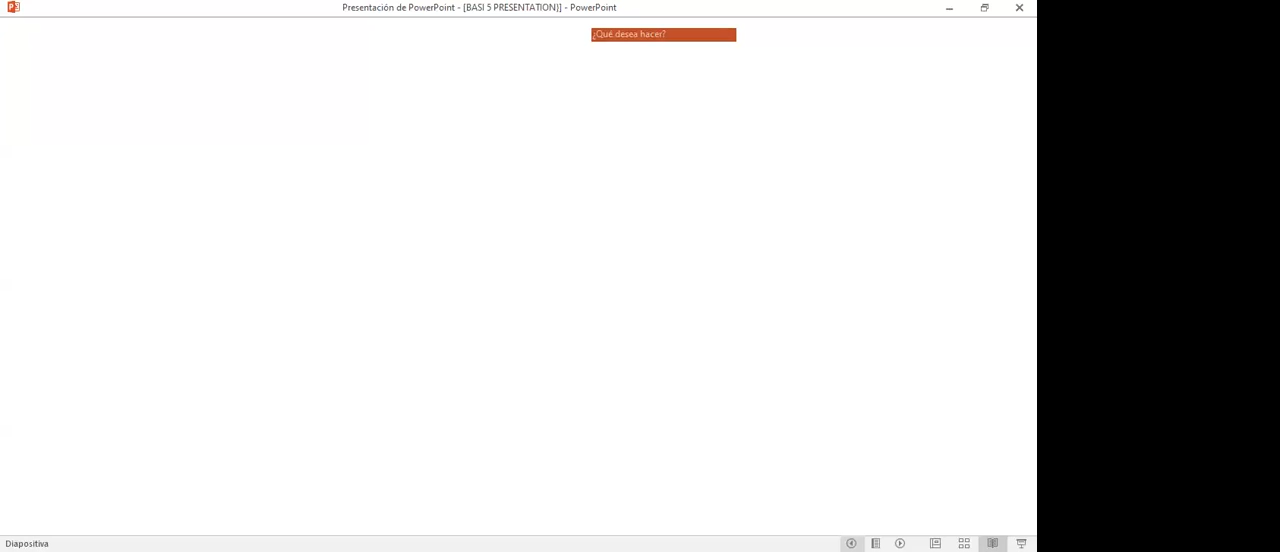 Presentación de PowerPoint - [BASI 5 PRESENTATION)] - PowerPoint
¿Qué desea hacer?
Diapositiva